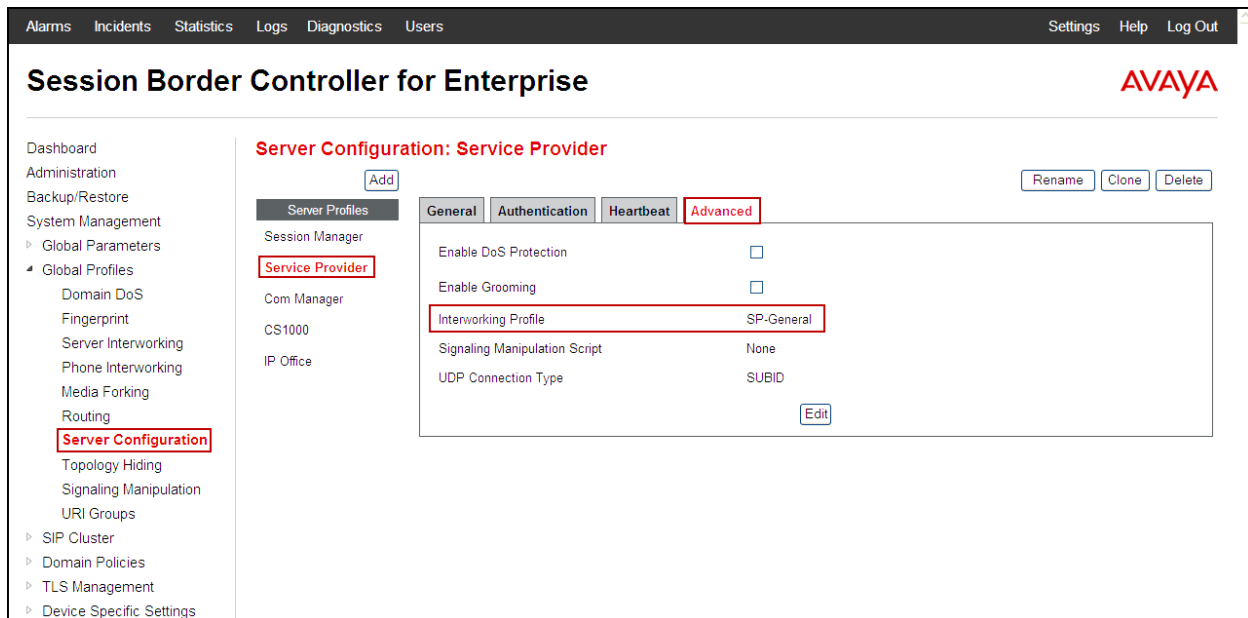 Alarms Incidents Statistics Logs Diagnostics Users Settings Help Log Out
Session Border Controller for Enterprise
AVAYA
Dashboard
Administration
Backup/Restore
System Management
Global Parameters
Global Profiles
Domain DoS
Fingerprint
Server Interworking
Phone Interworking
Media Forking
Routing
Server Configuration
Topology Hiding
Signaling Manipulation
URI Groups
SIP Cluster
Domain Policies
TLS Management
Device Specific Settings
Server Configuration: Service Provider
Add
Rename Clone Delete
Server Profiles
Session Manager
Service Provider
Com Manager
CS1000
IP Office
General Authentication Heartbeat Advanced
Enable DoS Protection
Enable Grooming
Interworking Profile SP-General
Signaling Manipulation Script None
UDP Connection Type SUBID
Edit